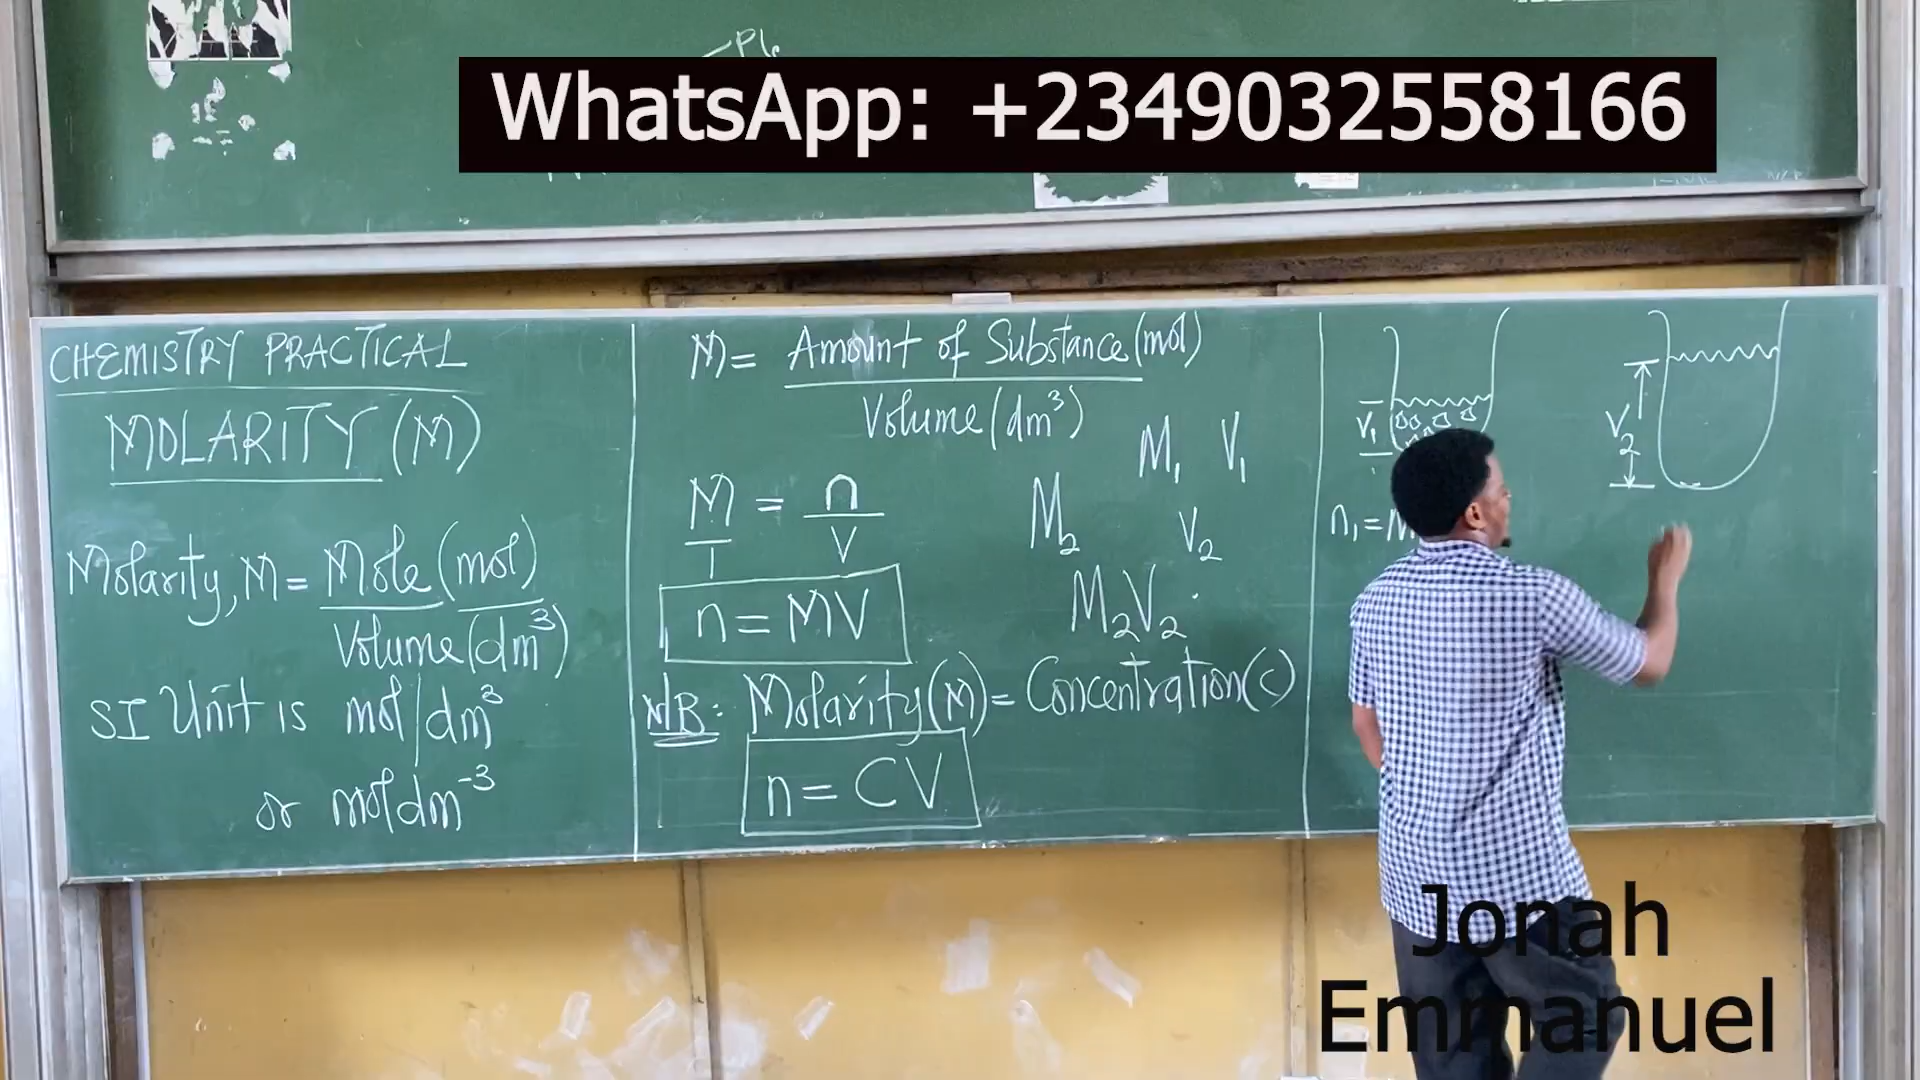 WhatsApp: +2349032558166
CHEMISTRY PRACTICAL
MOLARITY (M)
Molarity, M = Mole (mol)
Volume (dm³)
SI Unit is mol/dm³
or moldm⁻³
M = Amount of Substance (mol)
Volume (dm³)
M₁ V₁
M = n
1 V
M₂ V₂
n = MV
M₂V₂
N/B: Molarity (M) = Concentration (C)
n = CV
V₁
V₂
n₁ = M
Jonah
Emmanuel